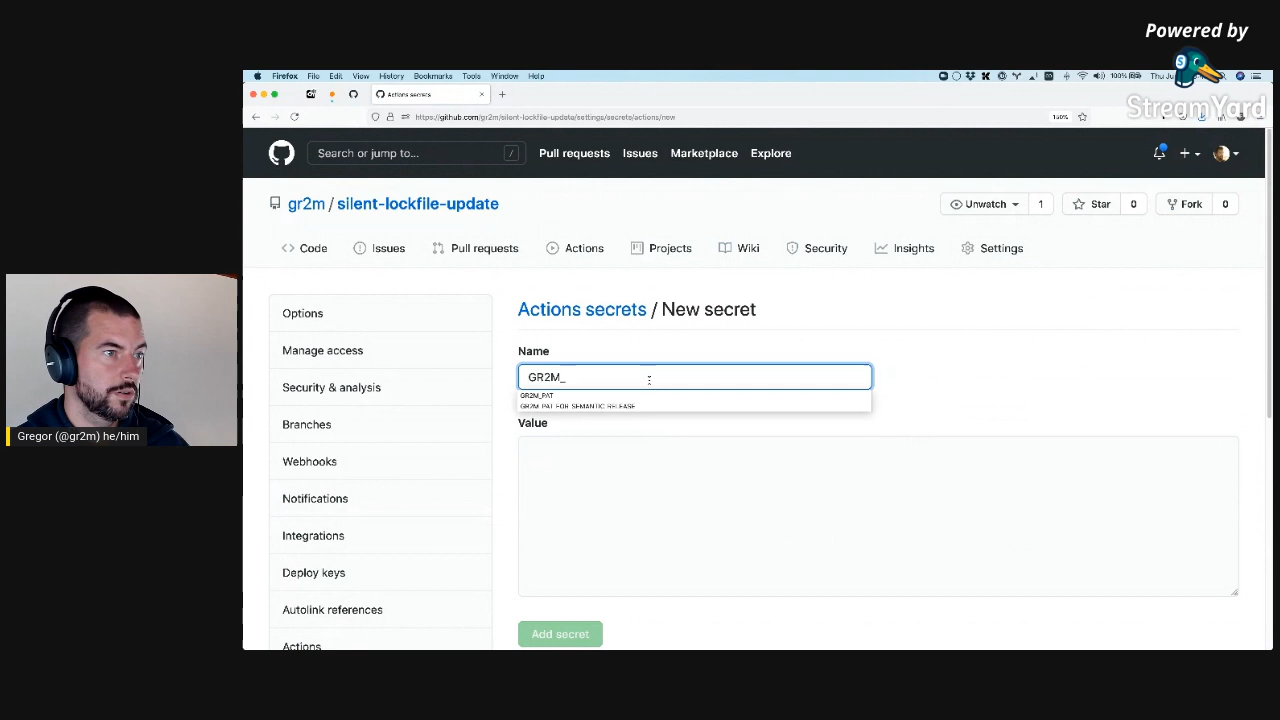 Powered by
StreamYard
Firefox File Edit View History Bookmarks Tools Window Help
100%
Actions secrets
https://github.com/gr2m/silent-lockfile-update/settings/secrets/actions/new
150%
Search or jump to... /
Pull requests Issues Marketplace Explore
gr2m / silent-lockfile-update
Unwatch 1 Star 0 Fork 0
Code Issues Pull requests Actions Projects Wiki Security Insights Settings
Options
Manage access
Security & analysis
Branches
Webhooks
Notifications
Integrations
Deploy keys
Autolink references
Actions
Actions secrets / New secret
Name
GR2M_
GR2M_PAT
GR2M_PAT_FOR_SEMANTIC_RELEASE
Value
Add secret
Gregor (@gr2m) he/him